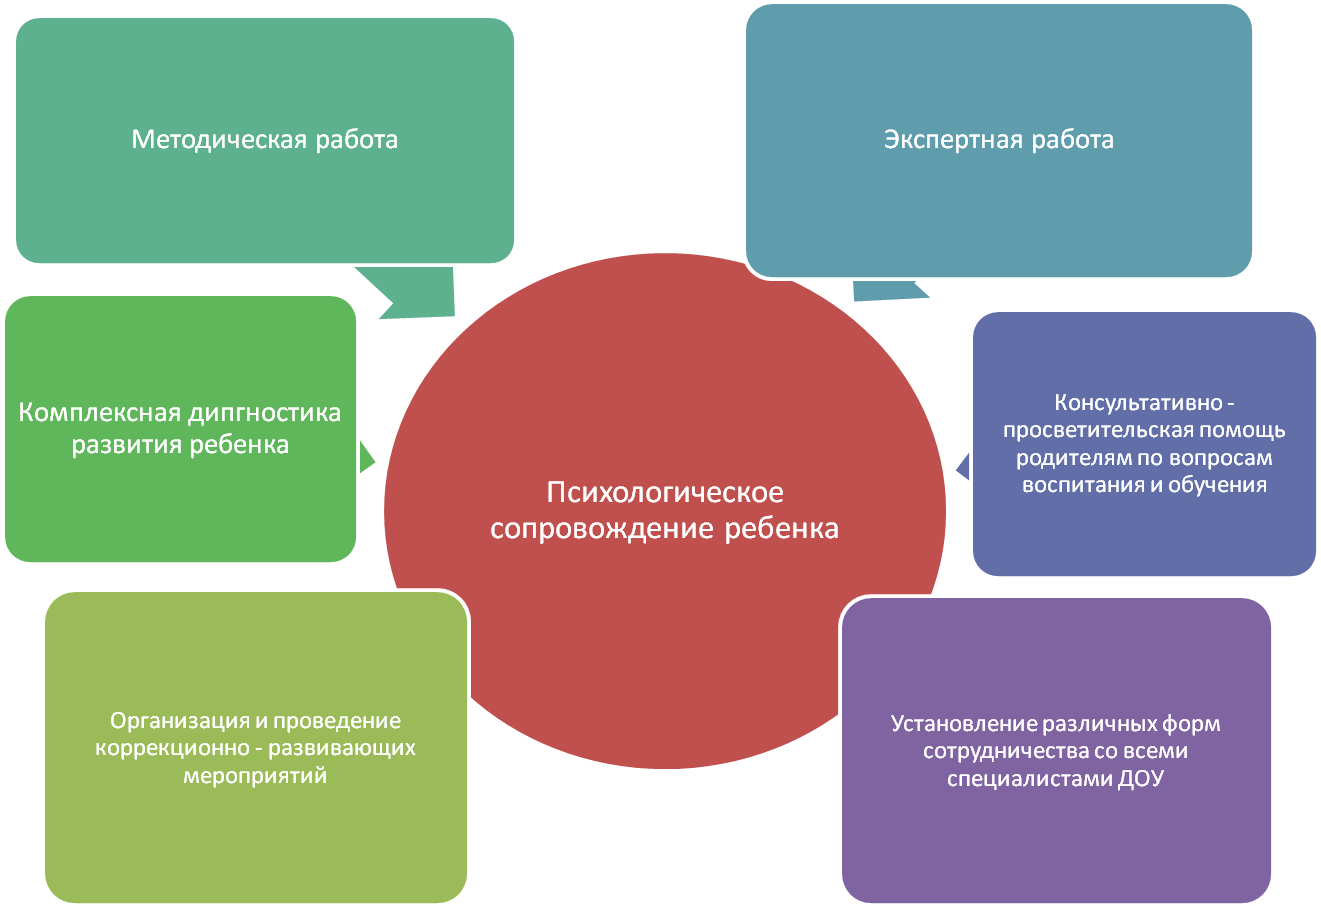 Методическая работа
Экспертная работа
Комплексная дипгностика
развития ребенка
Консультативно -
просветительская помощь
родителям по вопросам
воспитания и обучения
Психологическое
сопровождение ребенка
Организация и проведение
коррекционно - развивающих
мероприятий
Установление различных форм
сотрудничества со всеми
специалистами ДОУ